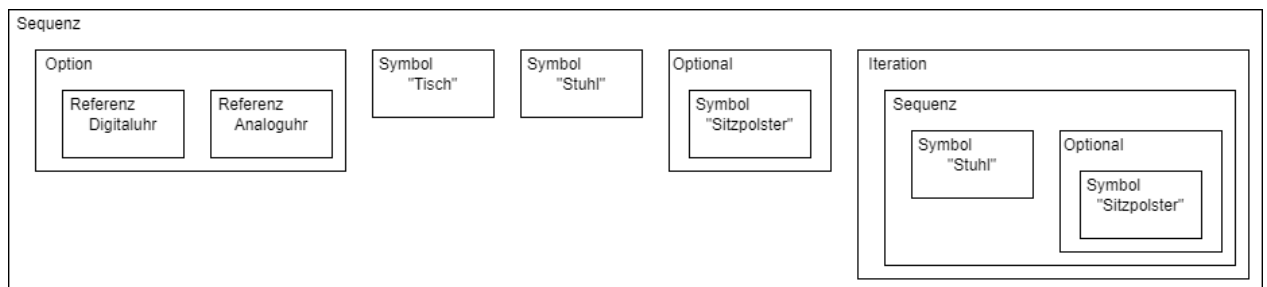 Sequenz
Option
Referenz
Digitaluhr
Referenz
Analoguhr
Symbol
"Tisch"
Symbol
"Stuhl"
Optional
Symbol
"Sitzpolster"
Iteration
Sequenz
Symbol
"Stuhl"
Optional
Symbol
"Sitzpolster"